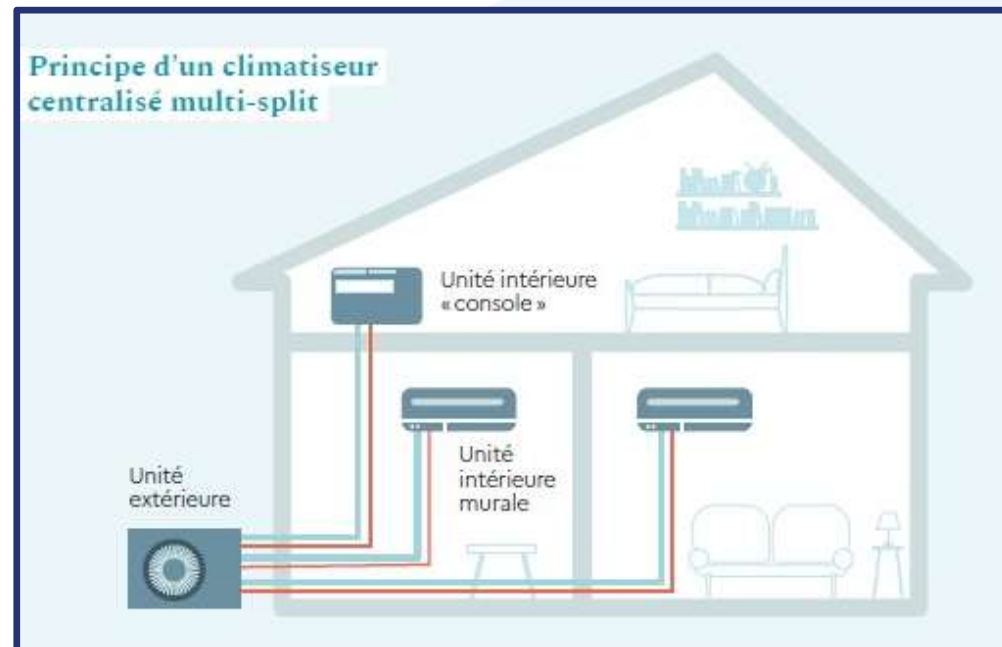 Principe d'un climatiseur
centralisé multi-split
Unité intérieure
« console »
Unité
intérieure
murale
Unité
extérieure